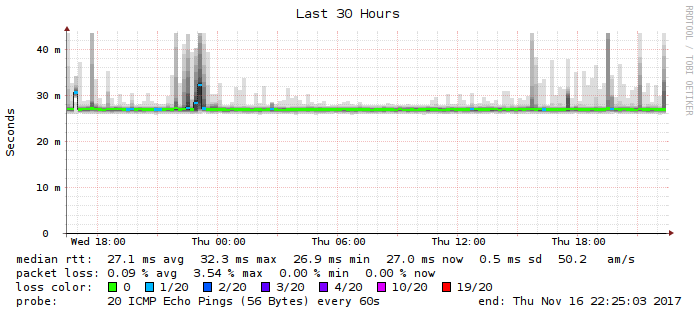 Last 30 Hours
RRDTOOL / TOBI OETIKER
Seconds
40 m
30 m
20 m
10 m
0
Wed 18:00 Thu 00:00 Thu 06:00 Thu 12:00 Thu 18:00
median rtt: 27.1 ms avg 32.3 ms max 26.9 ms min 27.0 ms now 0.5 ms sd 50.2 am/s
packet loss: 0.09 % avg 3.54 % max 0.00 % min 0.00 % now
loss color: 0 1/20 2/20 3/20 4/20 10/20 19/20
probe: 20 ICMP Echo Pings (56 Bytes) every 60s end: Thu Nov 16 22:25:03 2017